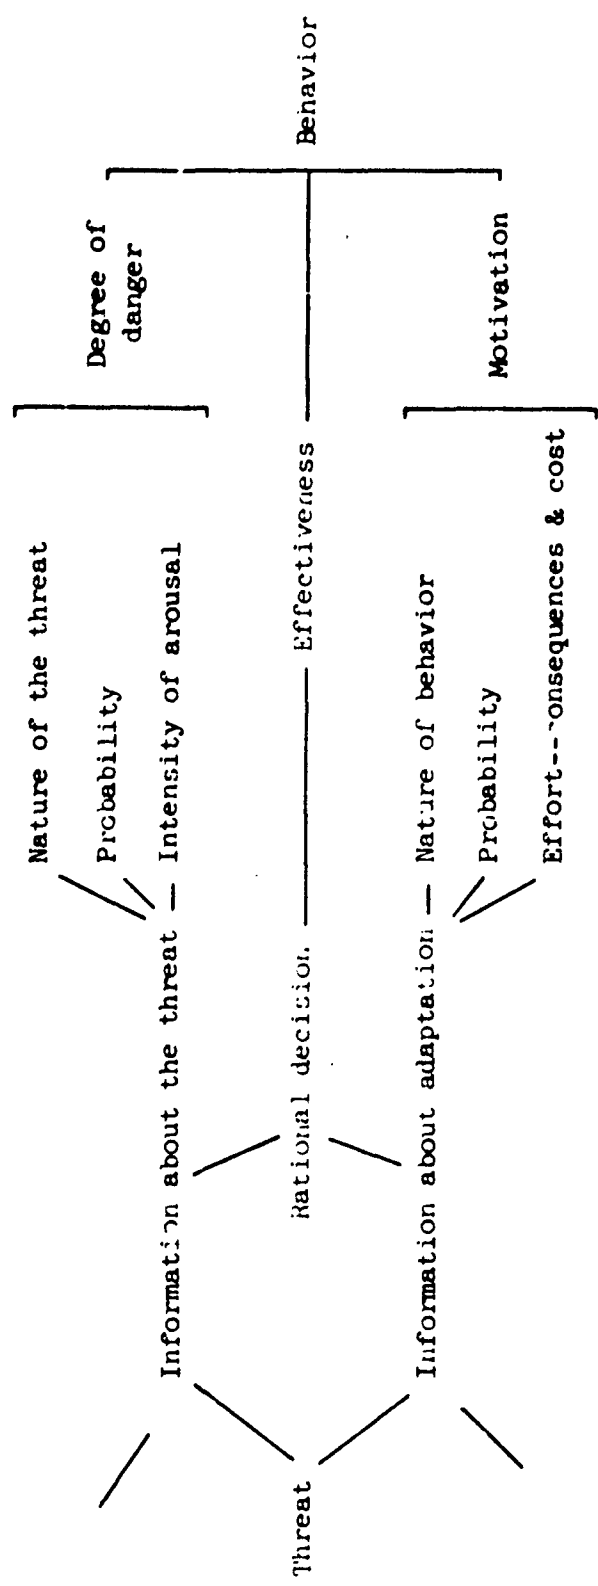 Threat
Information about the threat
Rational decision
Information about adaptation
Nature of the threat
Probability
Intensity of arousal
Effectiveness
Nature of behavior
Probability
Effort--onsequences & cost
Degree of
danger
Motivation
Behavior